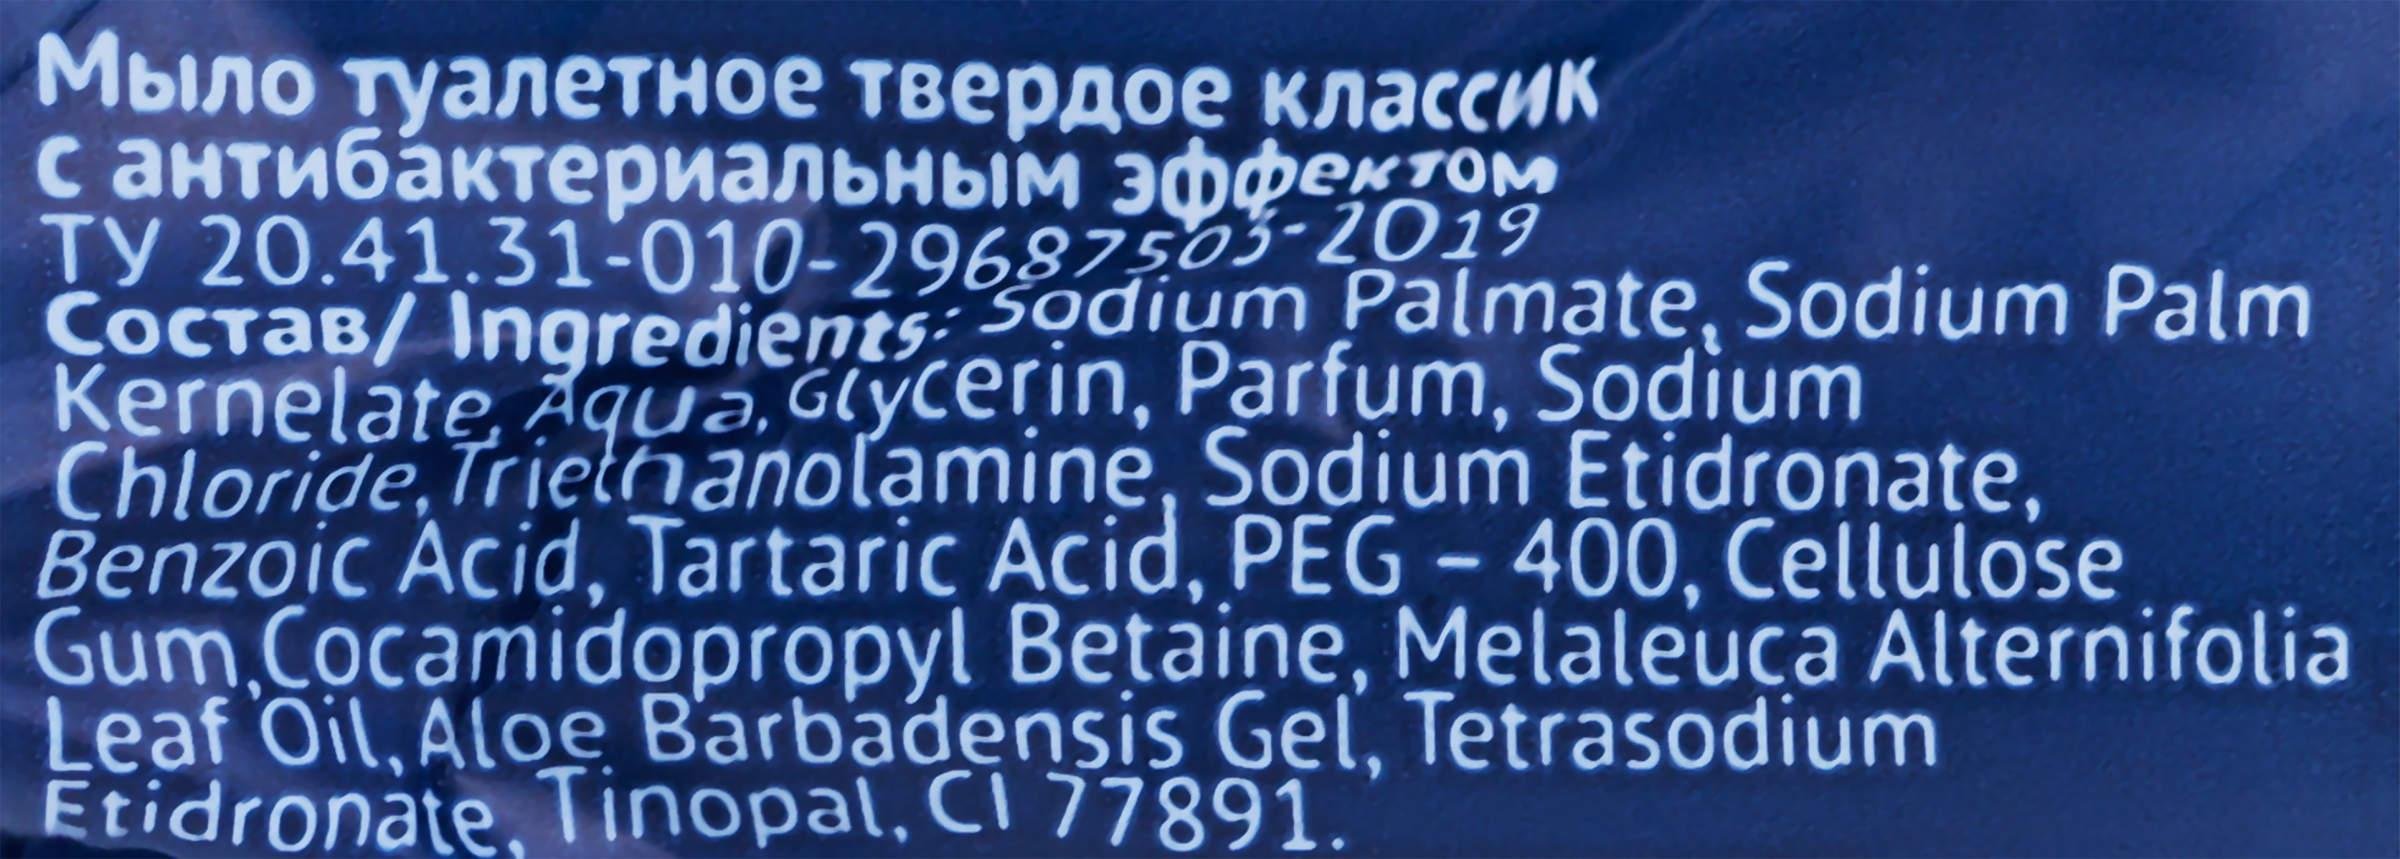 Мыло туалетное твердое классик
с антибактериальным эффектом
ТУ 20.41.31-010-29687503-2019
Состав/ Ingredients: Sodium Palmate, Sodium Palm
Kernelate, Aqua, Glycerin, Parfum, Sodium
Chloride, Triethanolamine, Sodium Etidronate,
Benzoic Acid, Tartaric Acid, PEG – 400, Cellulose
Gum,Cocamidopropyl Betaine, Melaleuca Alternifolia
Leaf Oil, Aloe Barbadensis Gel, Tetrasodium
Etidronate, Tinopal, CI 77891.